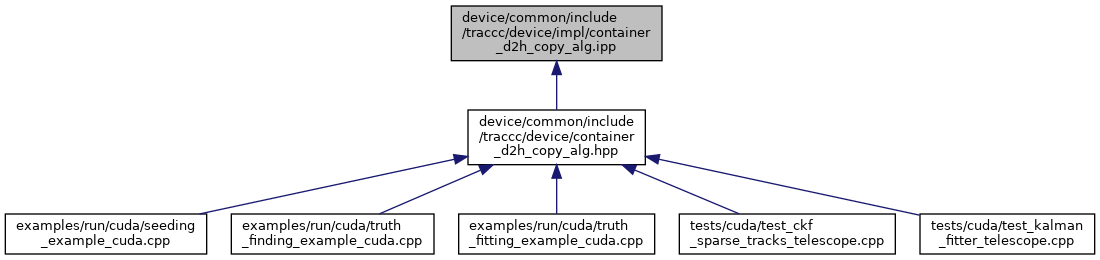 device/common/include
/traccc/device/impl/container
_d2h_copy_alg.ipp
device/common/include
/traccc/device/container
_d2h_copy_alg.hpp
examples/run/cuda/seeding
_example_cuda.cpp
examples/run/cuda/truth
_finding_example_cuda.cpp
examples/run/cuda/truth
_fitting_example_cuda.cpp
tests/cuda/test_ckf
_sparse_tracks_telescope.cpp
tests/cuda/test_kalman
_fitter_telescope.cpp